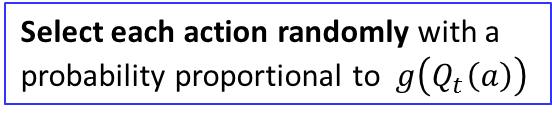 Select each action randomly with a
probability proportional to g(Q_t(a))